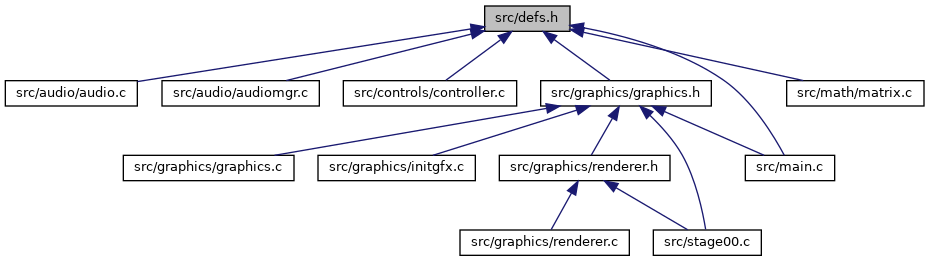 src/defs.h
src/audio/audio.c
src/audio/audiomgr.c
src/controls/controller.c
src/graphics/graphics.h
src/math/matrix.c
src/graphics/graphics.c
src/graphics/initgfx.c
src/graphics/renderer.h
src/main.c
src/graphics/renderer.c
src/stage00.c